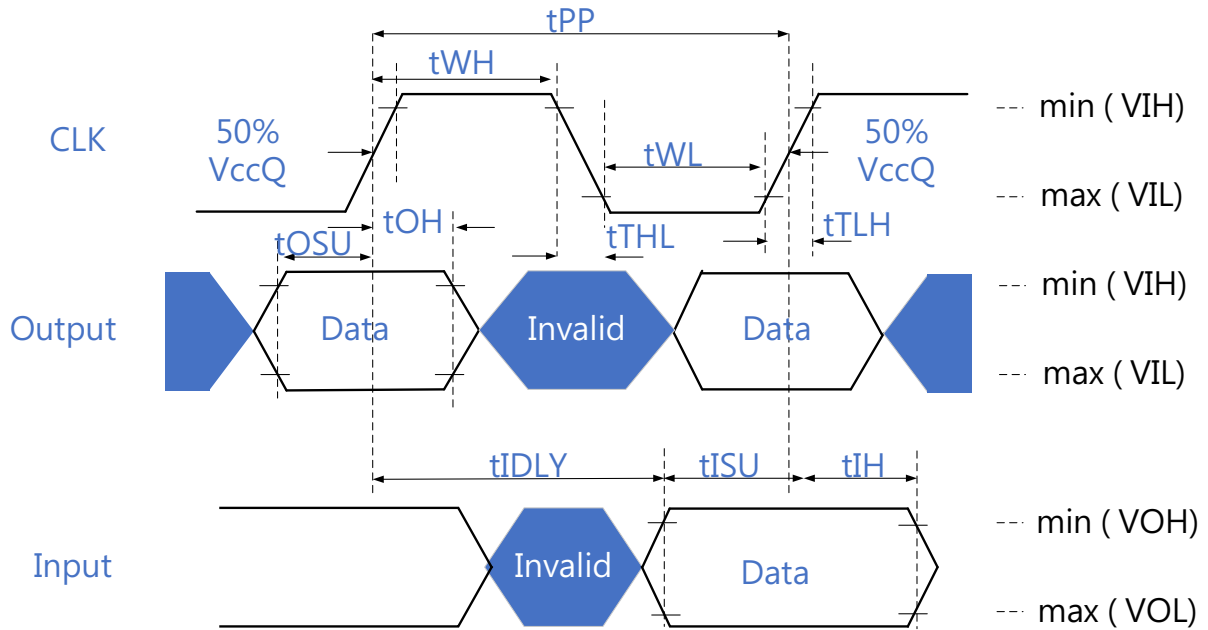 tPP
tWH
min ( VIH)
CLK
50%
VccQ
tWL
50%
VccQ
max ( VIL)
tOH
tTLH
tOSU
tTHL
min ( VIH)
Output
Data
Invalid
Data
max ( VIL)
tIDLY
tISU
tIH
min ( VOH)
Input
Invalid
Data
max ( VOL)